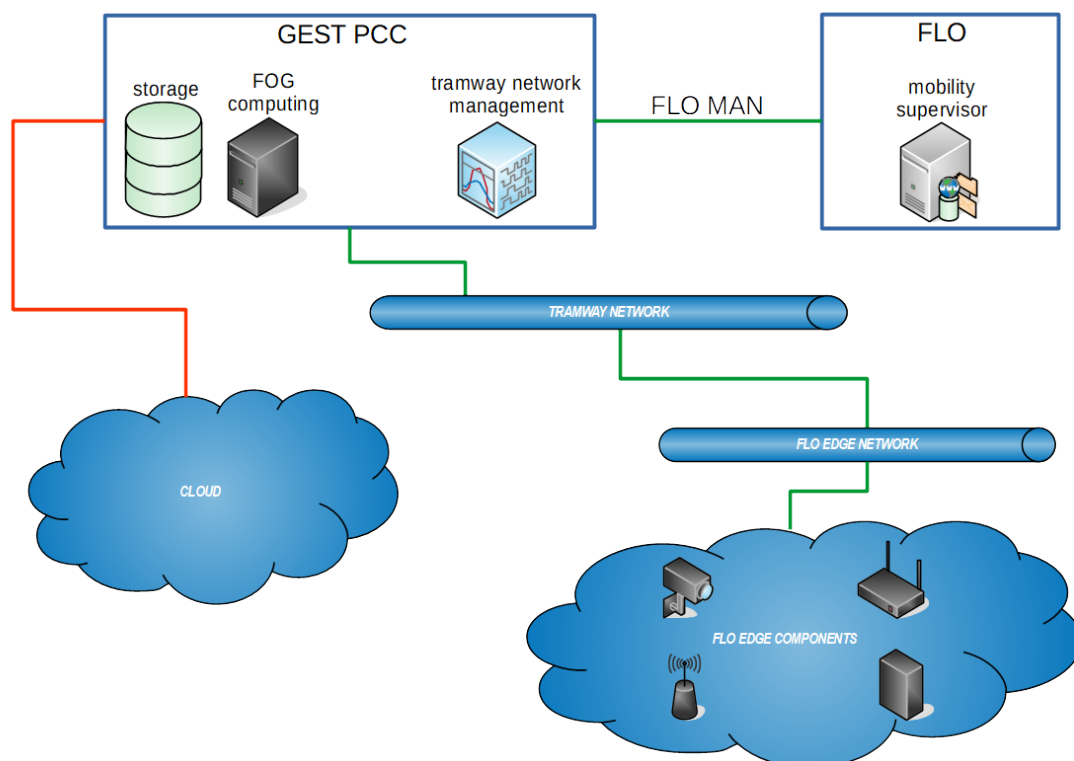 GEST PCC
storage
FOG
computing
tramway network
management
FLO MAN
FLO
mobility
supervisor
TRAMWAY NETWORK
FLO EDGE NETWORK
CLOUD
FLO EDGE COMPONENTS